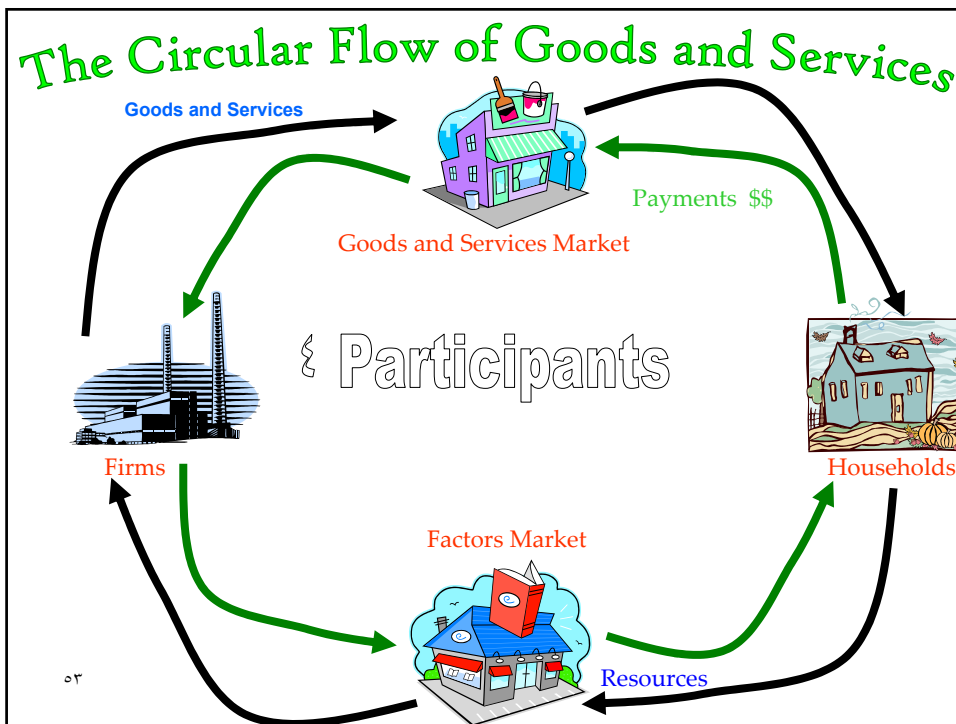 The Circular Flow of Goods and Services
Goods and Services
Payments $$
Goods and Services Market
٤ Participants
Firms
Households
Factors Market
Resources
٥٣